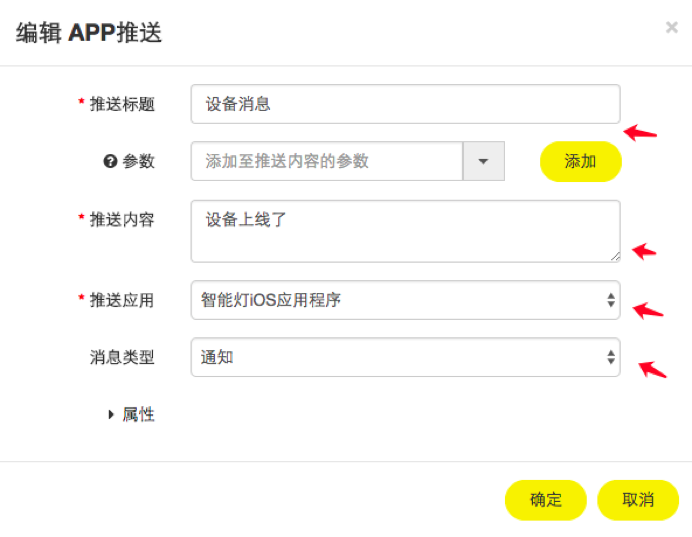 编辑 APP推送
×
* 推送标题 设备消息
? 参数 添加至推送内容的参数 添加
* 推送内容 设备上线了
* 推送应用 智能灯iOS应用程序
消息类型 通知
属性
确定 取消